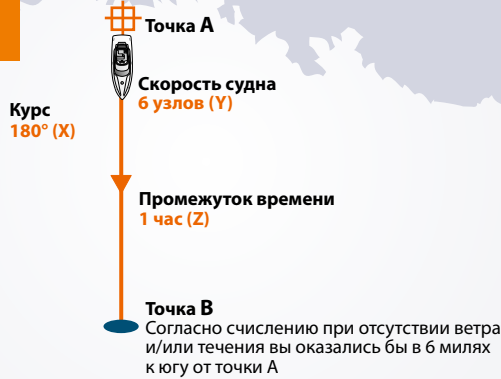 Точка A
Скорость судна
6 узлов (Y)
Курс
180° (X)
Промежуток времени
1 час (Z)
Точка B
Согласно счислению при отсутствии ветра
и/или течения вы оказались бы в 6 милях
к югу от точки А